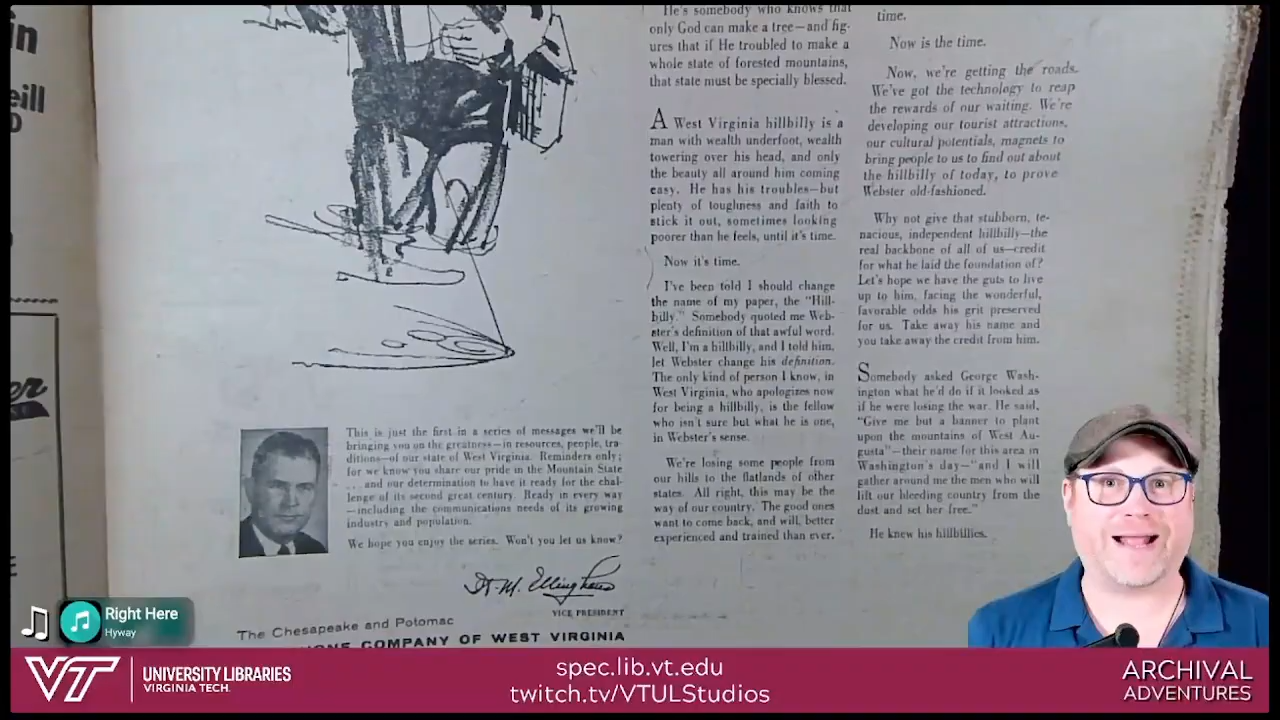 in
eill
D
er
E
He's somebody who knows that
only God can make a tree—and fig-
ures that if He troubled to make a
whole state of forested mountains,
that state must be specially blessed.
A West Virginia hillbilly is a
man with wealth underfoot, wealth
towering over his head, and only
the beauty all around him coming
easy. He has his troubles—but
plenty of toughness and faith to
stick it out, sometimes looking
poorer than he feels, until it's time.
Now it's time.
I've been told I should change
the name of my paper, the "Hill-
billy." Somebody quoted me Web-
ster's definition of that awful word.
Well, I'm a hillbilly, and I told him,
let Webster change his definition.
The only kind of person I know, in
West Virginia, who apologizes now
for being a hillbilly, is the fellow
who isn't sure but what he is one,
in Webster's sense.
We're losing some people from
our hills to the flatlands of other
states. All right, this may be the
way of our country. The good ones
want to come back, and will, better
experienced and trained than ever.
time.
Now is the time.
Now, we're getting the roads.
We've got the technology to reap
the rewards of our waiting. We're
developing our tourist attractions,
our cultural potentials, magnets to
bring people to us to find out about
the hillbilly of today, to prove
Webster old-fashioned.
Why not give that stubborn, te-
nacious, independent hillbilly—the
real backbone of all of us—credit
for what he laid the foundation of?
Let's hope we have the guts to live
up to him, facing the wonderful,
favorable odds his grit preserved
for us. Take away his name and
you take away the credit from him.
Somebody asked George Wash-
ington what he'd do if it looked as
if he were losing the war. He said,
"Give me but a banner to plant
upon the mountains of West Au-
gusta"—their name for this area in
Washington's day—"and I will
gather around me the men who will
lift our bleeding country from the
dust and set her free."
He knew his hillbillies.
This is just the first in a series of messages we'll be
bringing you on the greatness—in resources, people, tra-
ditions—of our state of West Virginia. Reminders only;
for we know you share our pride in the Mountain State
... and our determination to have it ready for the chal-
lenge of its second great century. Ready in every way
—including the communications needs of its growing
industry and population.
We hope you enjoy the series. Won't you let us know?
VICE PRESIDENT
The Chesapeake and Potomac
COMPANY OF WEST VIRGINIA
Right Here
Hyway
VT UNIVERSITY LIBRARIES
VIRGINIA TECH.
spec.lib.vt.edu
twitch.tv/VTULStudios
ARCHIVAL
ADVENTURES